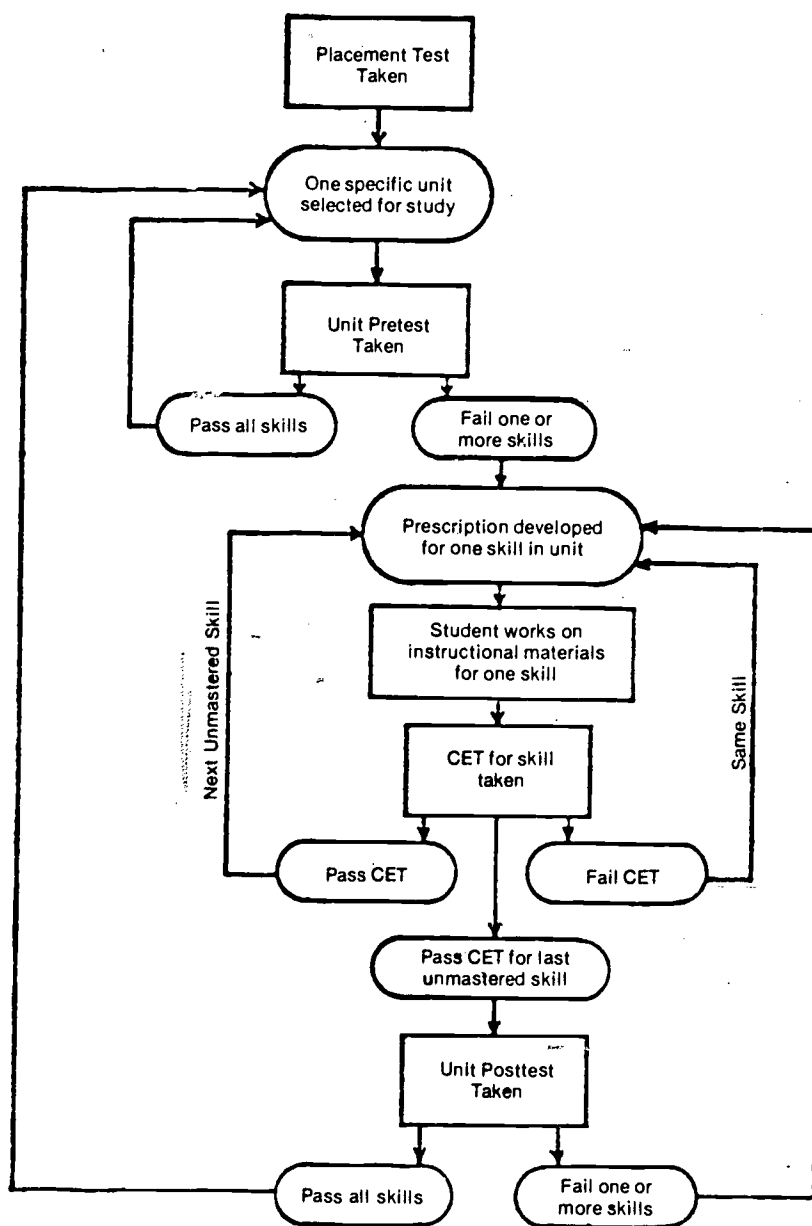 Placement Test
Taken
One specific unit
selected for study
Unit Pretest
Taken
Pass all skills
Fail one or
more skills
Prescription developed
for one skill in unit
Student works on
instructional materials
for one skill
Next Unmastered Skill
Same Skill
CET for skill
taken
Pass CET
Fail CET
Pass CET for last
unmastered skill
Unit Posttest
Taken
Pass all skills
Fail one or
more skills